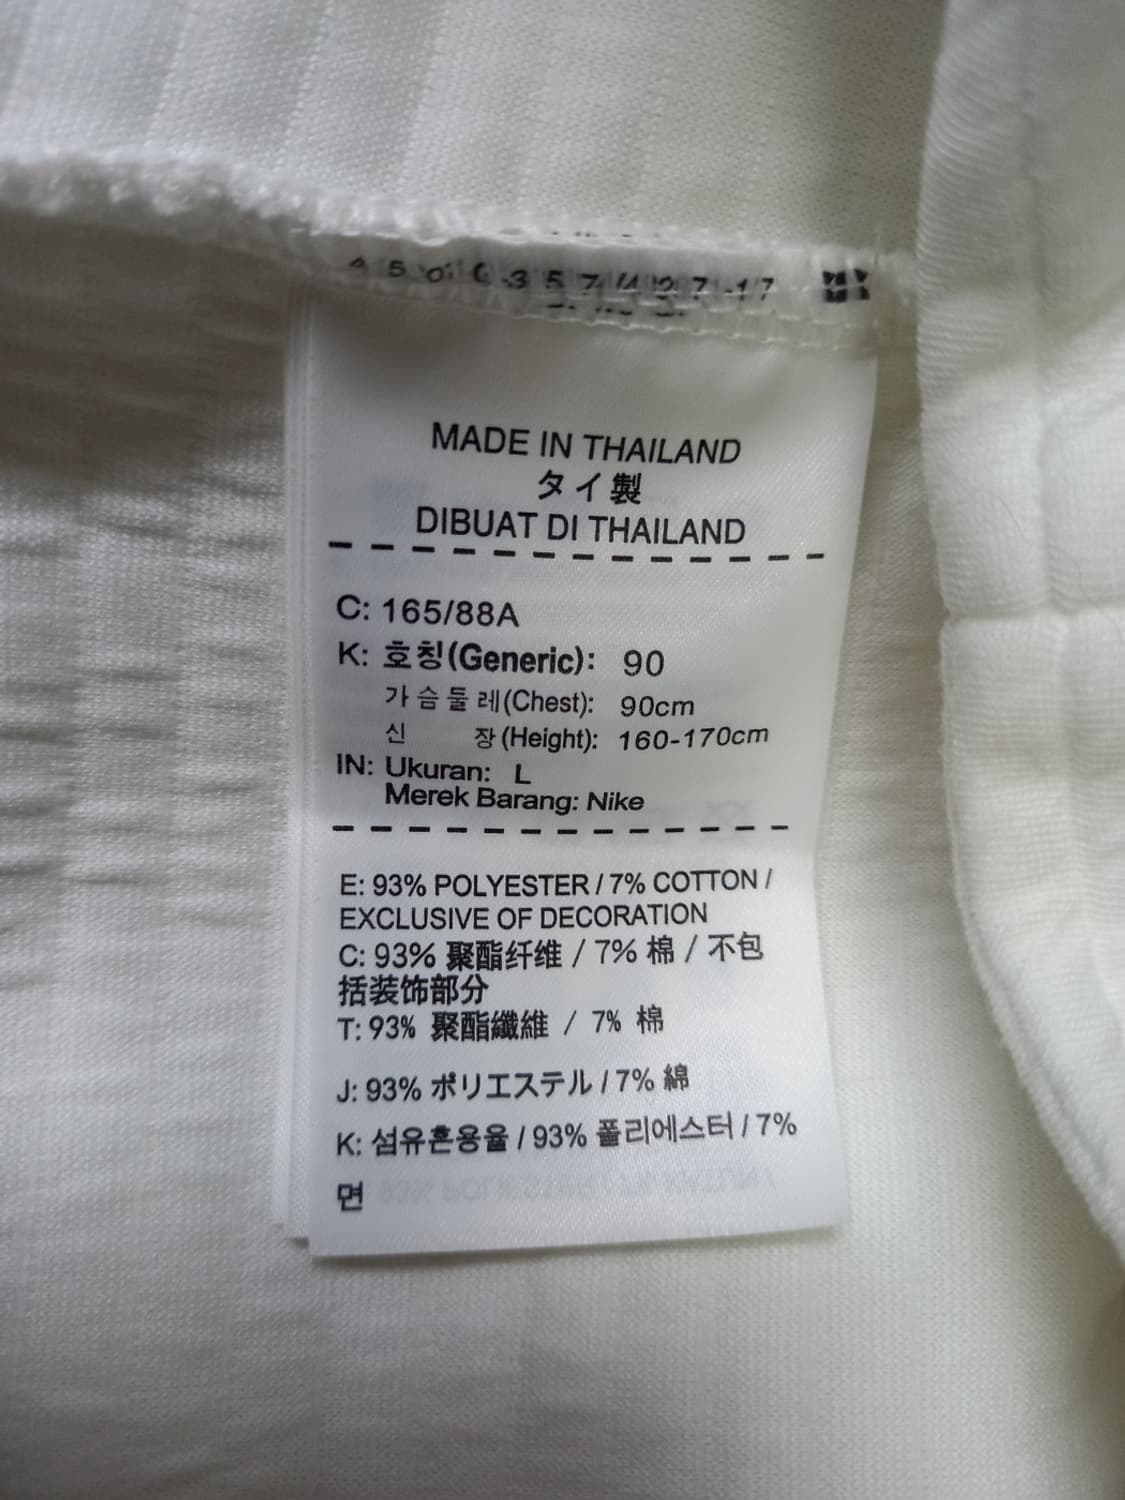 MADE IN THAILAND
タイ製
DIBUAT DI THAILAND
C: 165/88A
K: 호칭(Generic): 90
가슴둘레(Chest): 90cm
신 장(Height): 160-170cm
IN: Ukuran: L
Merek Barang: Nike
E: 93% POLYESTER / 7% COTTON /
EXCLUSIVE OF DECORATION
C: 93% 聚酯纤维 / 7% 棉 / 不包
括装饰部分
T: 93% 聚酯纖維 / 7% 棉
J: 93% ポリエステル / 7% 綿
K: 섬유혼용율 / 93% 폴리에스터 / 7%
면